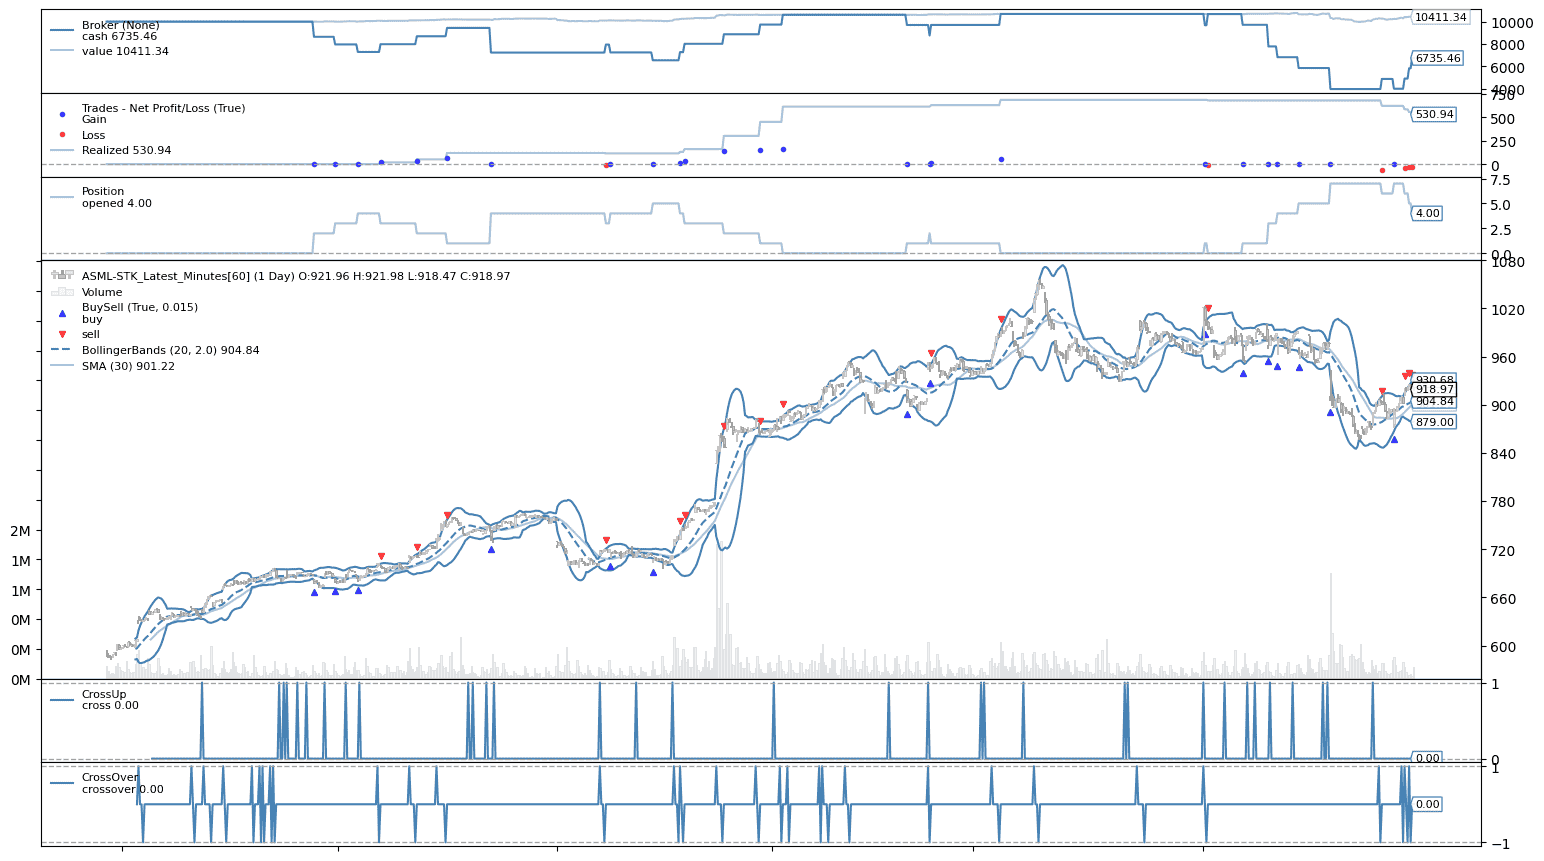 Broker (None)
cash 6735.46
value 10411.34
10411.34
10000
8000
6735.46
6000
4000
Trades - Net Profit/Loss (True)
Gain
Loss
Realized 530.94
750
530.94
500
250
0
Position
opened 4.00
7.5
5.0
4.00
2.5
0.0
ASML-STK_Latest_Minutes[60] (1 Day) O:921.96 H:921.98 L:918.47 C:918.97
Volume
BuySell (True, 0.015)
buy
sell
BollingerBands (20, 2.0) 904.84
SMA (30) 901.22
1080
1020
960
930.68
918.97
904.84
900
879.00
840
780
720
660
600
2M
1M
1M
0M
0M
0M
CrossUp
cross 0.00
1
0
0.00
CrossOver
crossover 0.00
1
0.00
−1